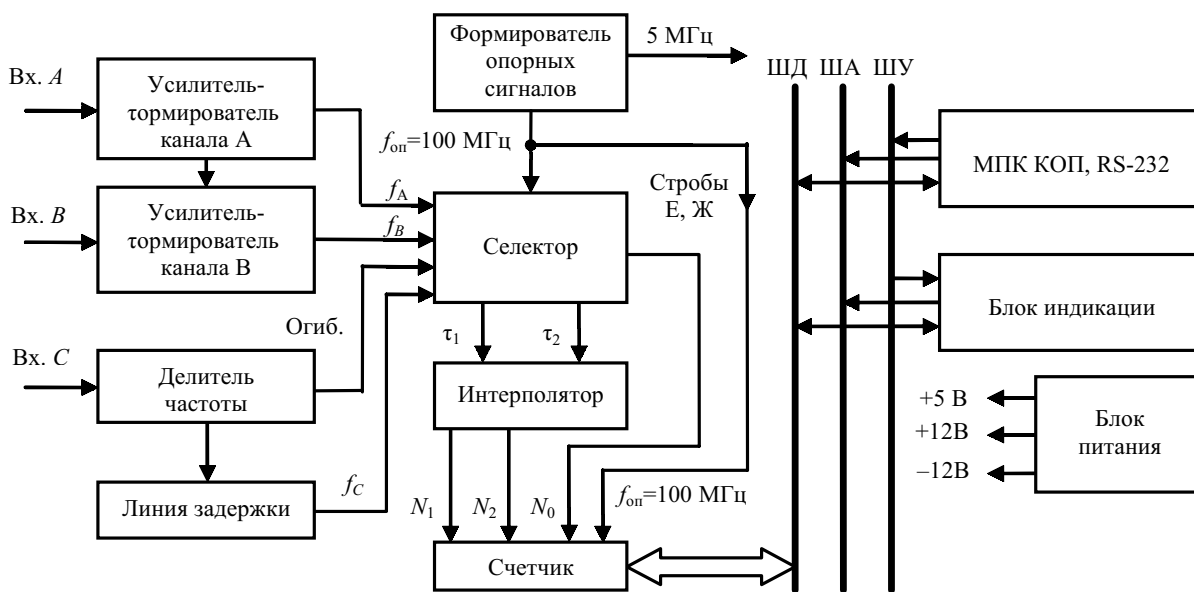 Формирователь
опорных
сигналов
5 МГц
ШД ША ШУ
Вх. A
Усилитель-
тормирователь
канала А
fоп=100 МГц
МПК КОП, RS-232
Стробы
Е, Ж
Вх. B
Усилитель-
тормирователь
канала В
fA
fB
Селектор
Блок индикации
Огиб.
τ1
τ2
Вх. C
Делитель
частоты
Интерполятор
+5 В
+12В
–12В
Блок
питания
Линия задержки
fC
N1
N2
N0
fоп=100 МГц
Счетчик